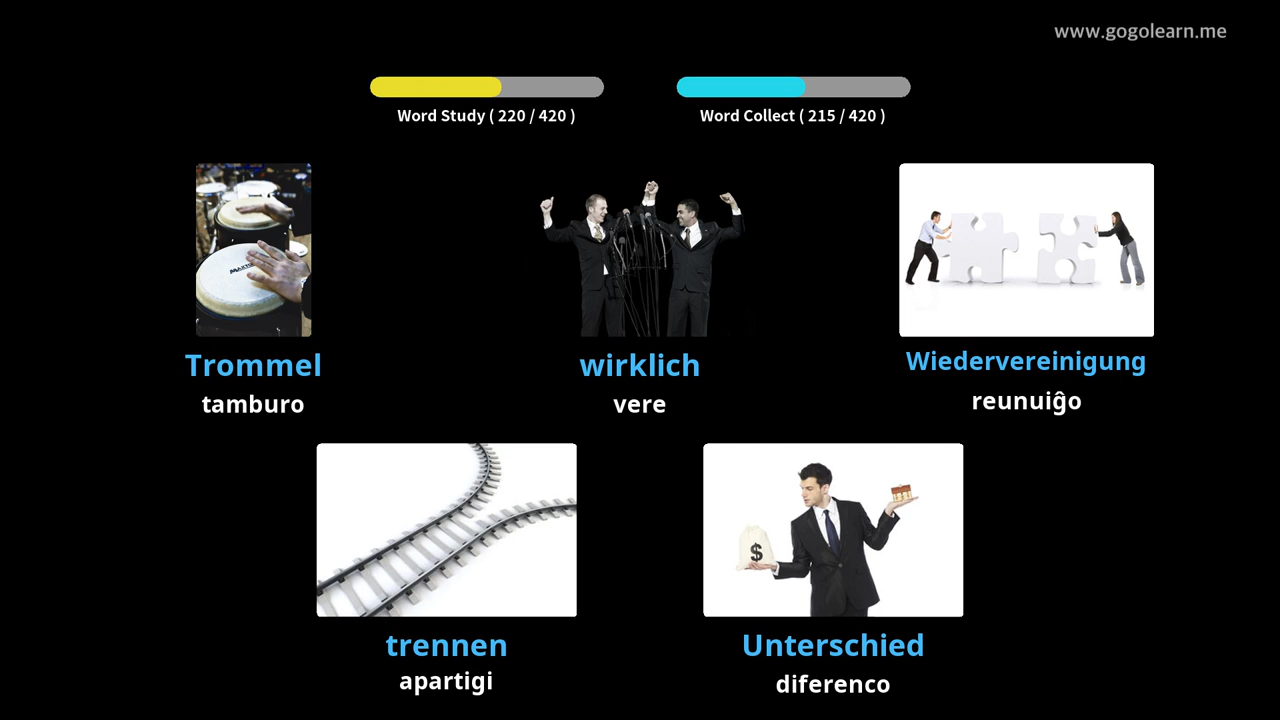 www.gogolearn.me
Word Study ( 220 / 420 )
Word Collect ( 215 / 420 )
Trommel
tamburo
wirklich
vere
Wiedervereinigung
reunuiĝo
$
trennen
apartigi
Unterschied
diferenco